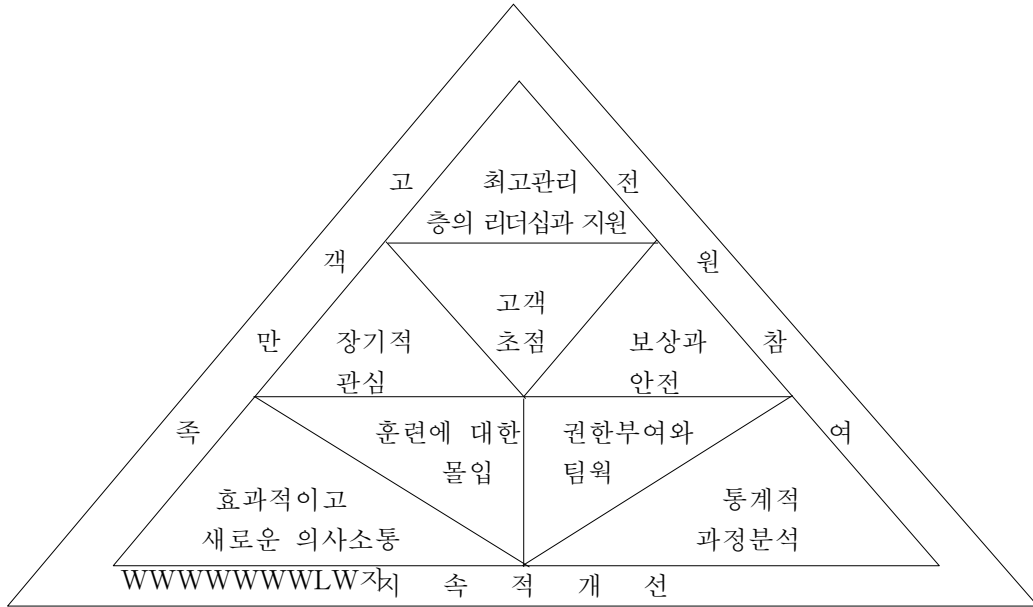 고객만족
전원참여
최고관리
층의 리더십과 지원
고객
초점
장기적
관심
보상과
안전
훈련에 대한
몰입
권한부여와
팀웍
효과적이고
새로운 의사소통
통계적
과정분석
WWWWWWWLW지 속 적 개 선